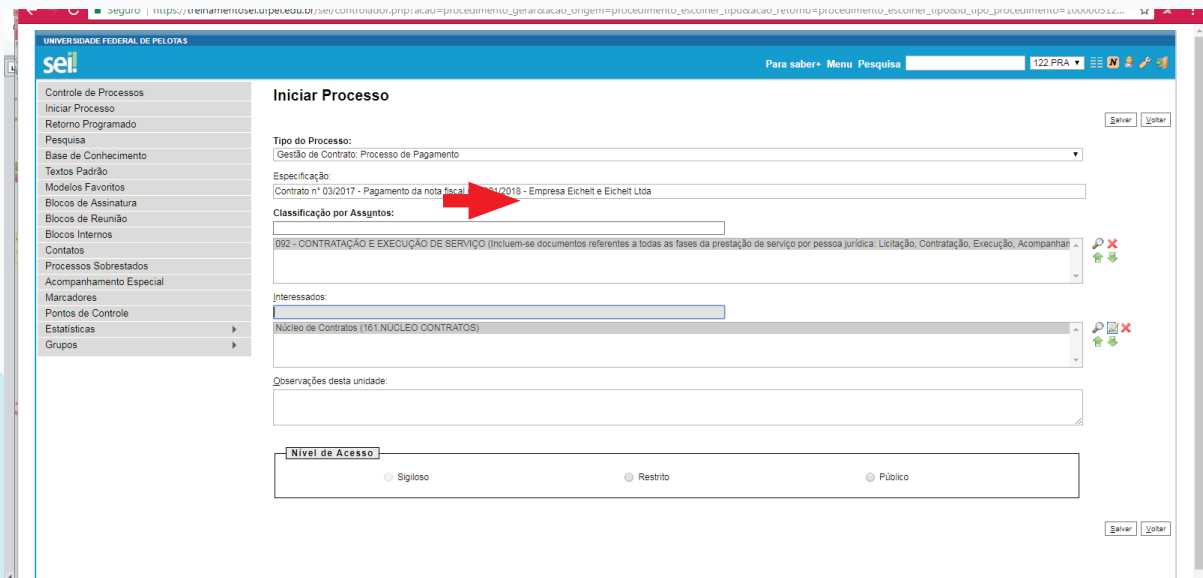 Seguro | https://treinamentosei.ufpel.edu.br/sei/controlador.php?acao=procedimento_gerar&acao_origem=procedimento_escolher_tipo&acao_retorno=procedimento_escolher_tipo&id_tipo_procedimento=100000312...
UNIVERSIDADE FEDERAL DE PELOTAS
sei!
Para saber+ Menu Pesquisa 122.PRA
Controle de Processos
Iniciar Processo
Retorno Programado
Pesquisa
Base de Conhecimento
Textos Padrão
Modelos Favoritos
Blocos de Assinatura
Blocos de Reunião
Blocos Internos
Contatos
Processos Sobrestados
Acompanhamento Especial
Marcadores
Pontos de Controle
Estatísticas
Grupos
Iniciar Processo
Salvar Voltar
Tipo do Processo:
Gestão de Contrato: Processo de Pagamento
Especificação:
Contrato n° 03/2017 - Pagamento da nota fiscal /2018 - Empresa Eichelt e Eichelt Ltda
Classificação por Assuntos:
092 - CONTRATAÇÃO E EXECUÇÃO DE SERVIÇO (Incluem-se documentos referentes a todas as fases da prestação de serviço por pessoa jurídica: Licitação, Contratação, Execução, Acompanhar
Interessados:
Núcleo de Contratos (161.NÚCLEO CONTRATOS)
Observações desta unidade:
Nível de Acesso
Sigiloso Restrito Público
Salvar Voltar